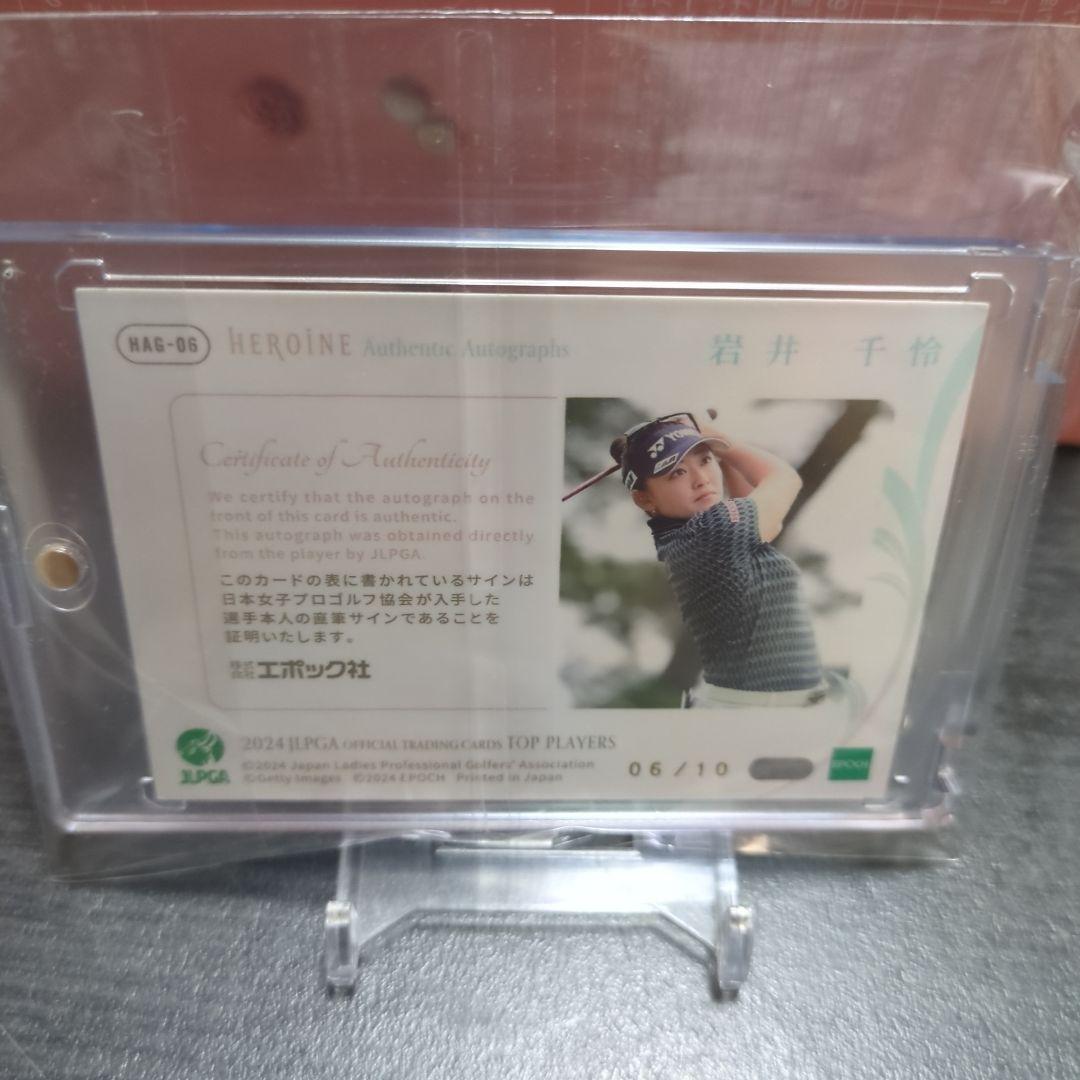 HAG-06 HEROINE Authentic Autographs 岩井 千怜
Certificate of Authenticity
We certify that the autograph on the
front of this card is authentic.
This autograph was obtained directly
from the player by JLPGA.
このカードの表に書かれているサインは
日本女子プロゴルフ協会が入手した
選手本人の直筆サインであることを
証明いたします。
株式会社エポック社
YONEX
JLPGA
2024 JLPGA OFFICIAL TRADING CARDS TOP PLAYERS
©2024 Japan Ladies Professional Golfers' Association
©Getty Images ©2024 EPOCH Printed in Japan
06/10
EPOCH